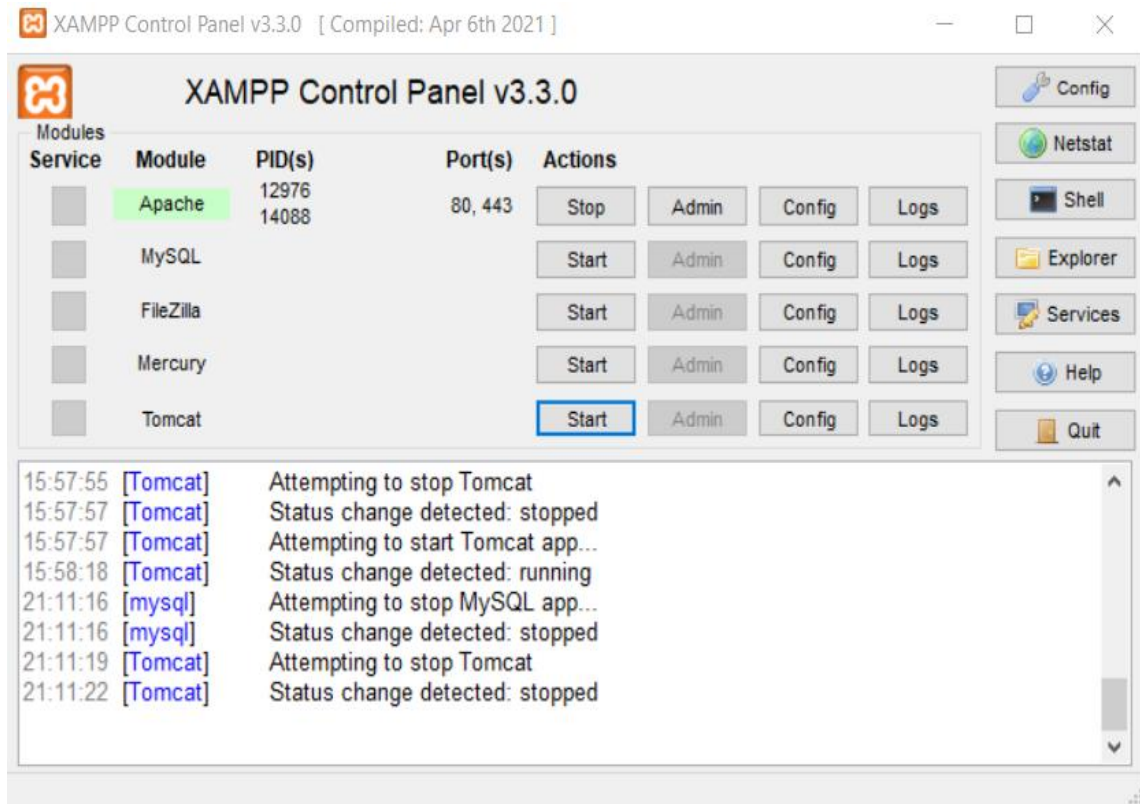 XAMPP Control Panel v3.3.0 [ Compiled: Apr 6th 2021 ]
XAMPP Control Panel v3.3.0
Config
Modules
Service Module PID(s) Port(s) Actions
Netstat
Apache 12976 14088 80, 443 Stop Admin Config Logs
Shell
MySQL Start Admin Config Logs
Explorer
FileZilla Start Admin Config Logs
Services
Mercury Start Admin Config Logs
Help
Tomcat Start Admin Config Logs
Quit
15:57:55 [Tomcat] Attempting to stop Tomcat
15:57:57 [Tomcat] Status change detected: stopped
15:57:57 [Tomcat] Attempting to start Tomcat app...
15:58:18 [Tomcat] Status change detected: running
21:11:16 [mysql] Attempting to stop MySQL app...
21:11:16 [mysql] Status change detected: stopped
21:11:19 [Tomcat] Attempting to stop Tomcat
21:11:22 [Tomcat] Status change detected: stopped